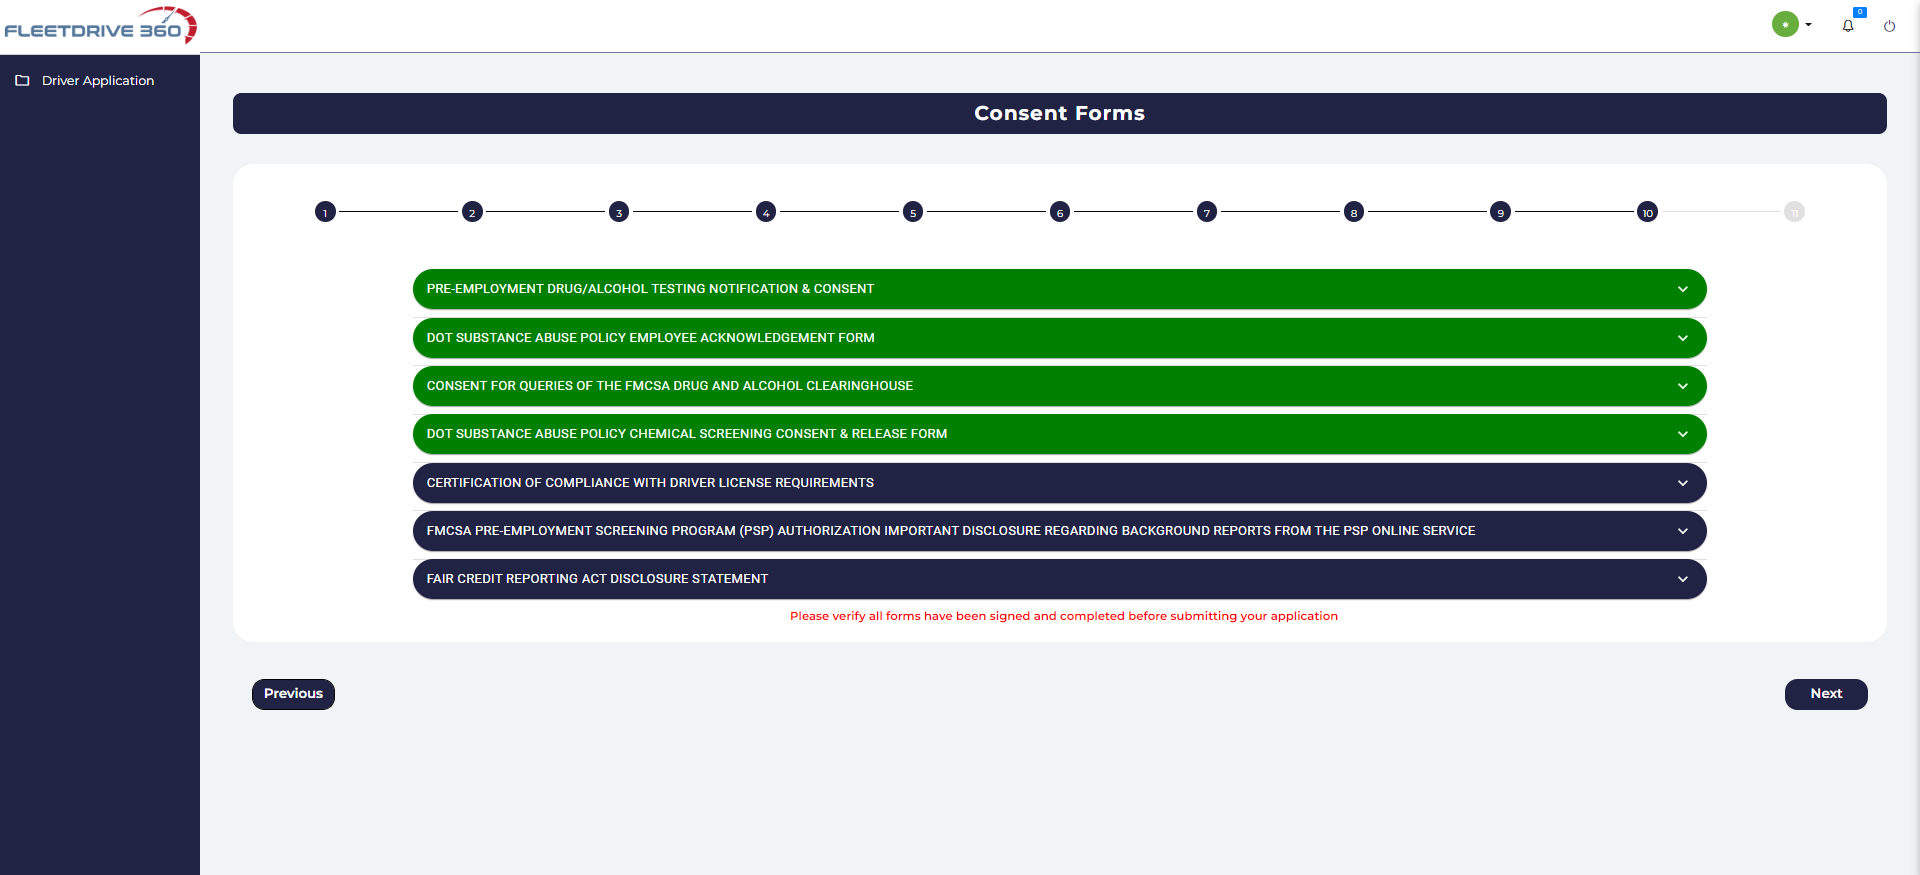 FLEETDRIVE 360
0
Driver Application
Consent Forms
1 2 3 4 5 6 7 8 9 10 11
PRE-EMPLOYMENT DRUG/ALCOHOL TESTING NOTIFICATION & CONSENT
DOT SUBSTANCE ABUSE POLICY EMPLOYEE ACKNOWLEDGEMENT FORM
CONSENT FOR QUERIES OF THE FMCSA DRUG AND ALCOHOL CLEARINGHOUSE
DOT SUBSTANCE ABUSE POLICY CHEMICAL SCREENING CONSENT & RELEASE FORM
CERTIFICATION OF COMPLIANCE WITH DRIVER LICENSE REQUIREMENTS
FMCSA PRE-EMPLOYMENT SCREENING PROGRAM (PSP) AUTHORIZATION IMPORTANT DISCLOSURE REGARDING BACKGROUND REPORTS FROM THE PSP ONLINE SERVICE
FAIR CREDIT REPORTING ACT DISCLOSURE STATEMENT
Please verify all forms have been signed and completed before submitting your application
Previous
Next